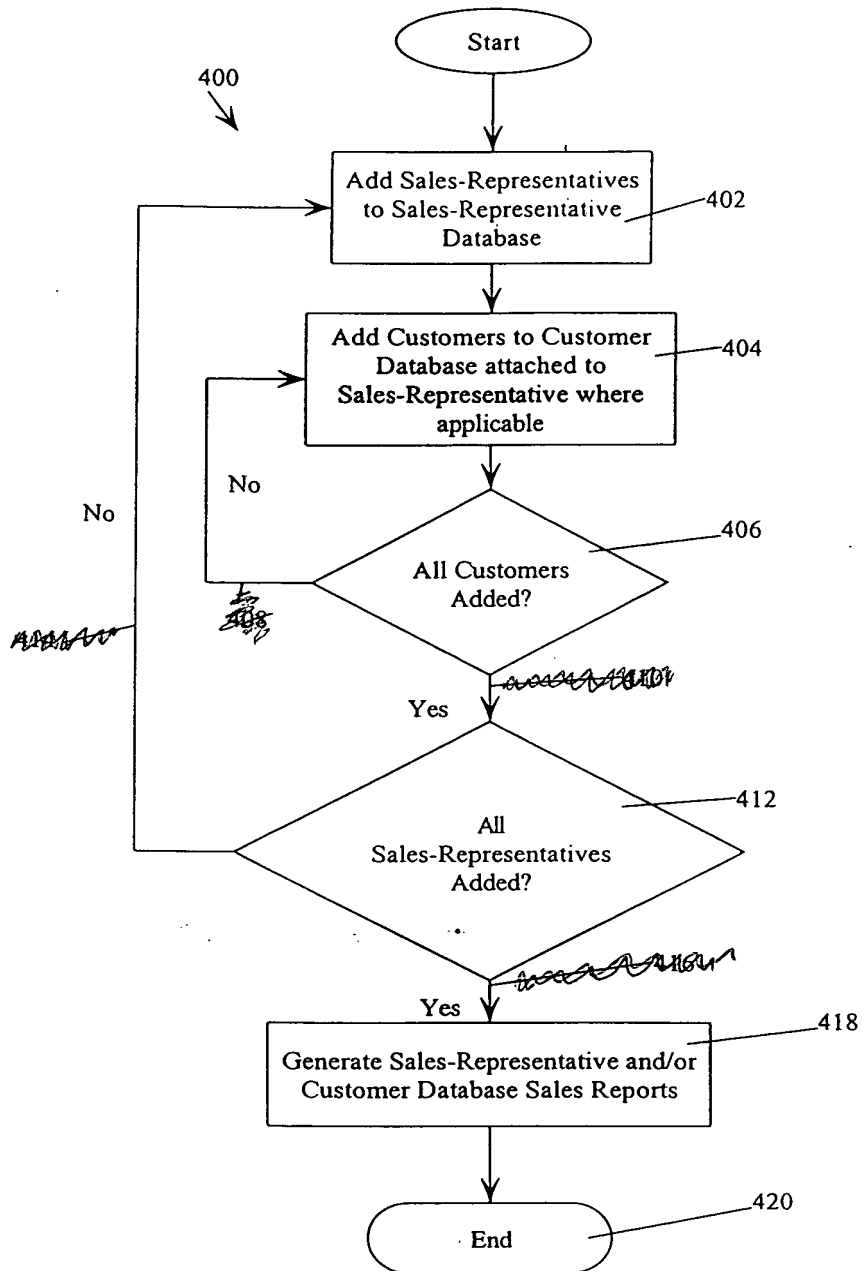 Start
400
Add Sales-Representatives
to Sales-Representative
Database
402
Add Customers to Customer
Database attached to
Sales-Representative where
applicable
404
No
No
406
All Customers
Added?
408
Yes
412
All
Sales-Representatives
Added?
Yes
418
Generate Sales-Representative and/or
Customer Database Sales Reports
420
End